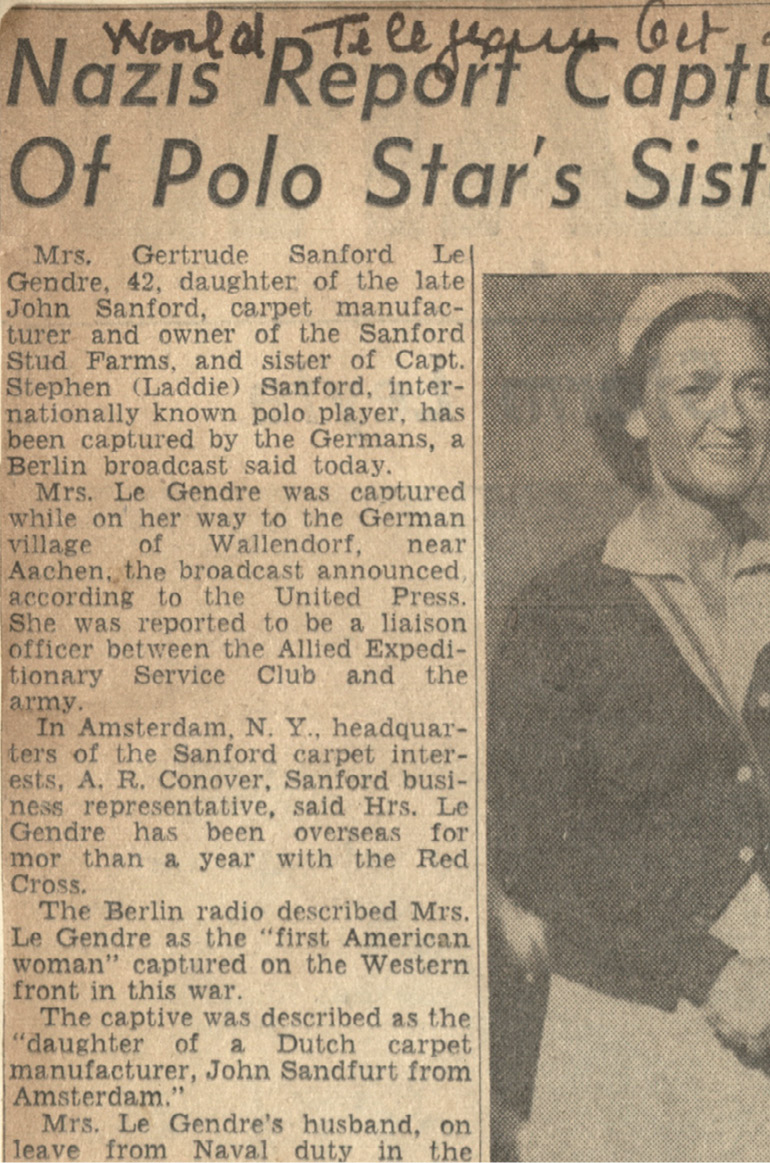 World Telegram Oct
Nazis Report Captu
Of Polo Star's Sist
Mrs. Gertrude Sanford Le
Gendre, 42, daughter of the late
John Sanford, carpet manufac-
turer and owner of the Sanford
Stud Farms, and sister of Capt.
Stephen (Laddie) Sanford, inter-
nationally known polo player, has
been captured by the Germans, a
Berlin broadcast said today.
Mrs. Le Gendre was captured
while on her way to the German
village of Wallendorf, near
Aachen, the broadcast announced,
according to the United Press.
She was reported to be a liaison
officer between the Allied Expedi-
tionary Service Club and the
army.
In Amsterdam, N. Y., headquar-
ters of the Sanford carpet inter-
ests, A. R. Conover, Sanford busi-
ness representative, said Hrs. Le
Gendre has been overseas for
mor than a year with the Red
Cross.
The Berlin radio described Mrs.
Le Gendre as the "first American
woman" captured on the Western
front in this war.
The captive was described as the
"daughter of a Dutch carpet
manufacturer, John Sandfurt from
Amsterdam."
Mrs. Le Gendre's husband, on
leave from Naval duty in the